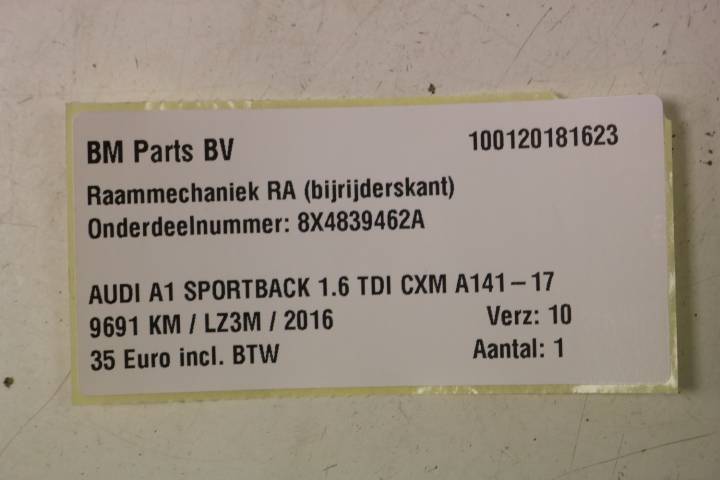 BM Parts BV 100120181623
Raammechaniek RA (bijrijderskant)
Onderdeelnummer: 8X4839462A
AUDI A1 SPORTBACK 1.6 TDI CXM A141-17
9691 KM / LZ3M / 2016 Verz: 10
35 Euro incl. BTW Aantal: 1